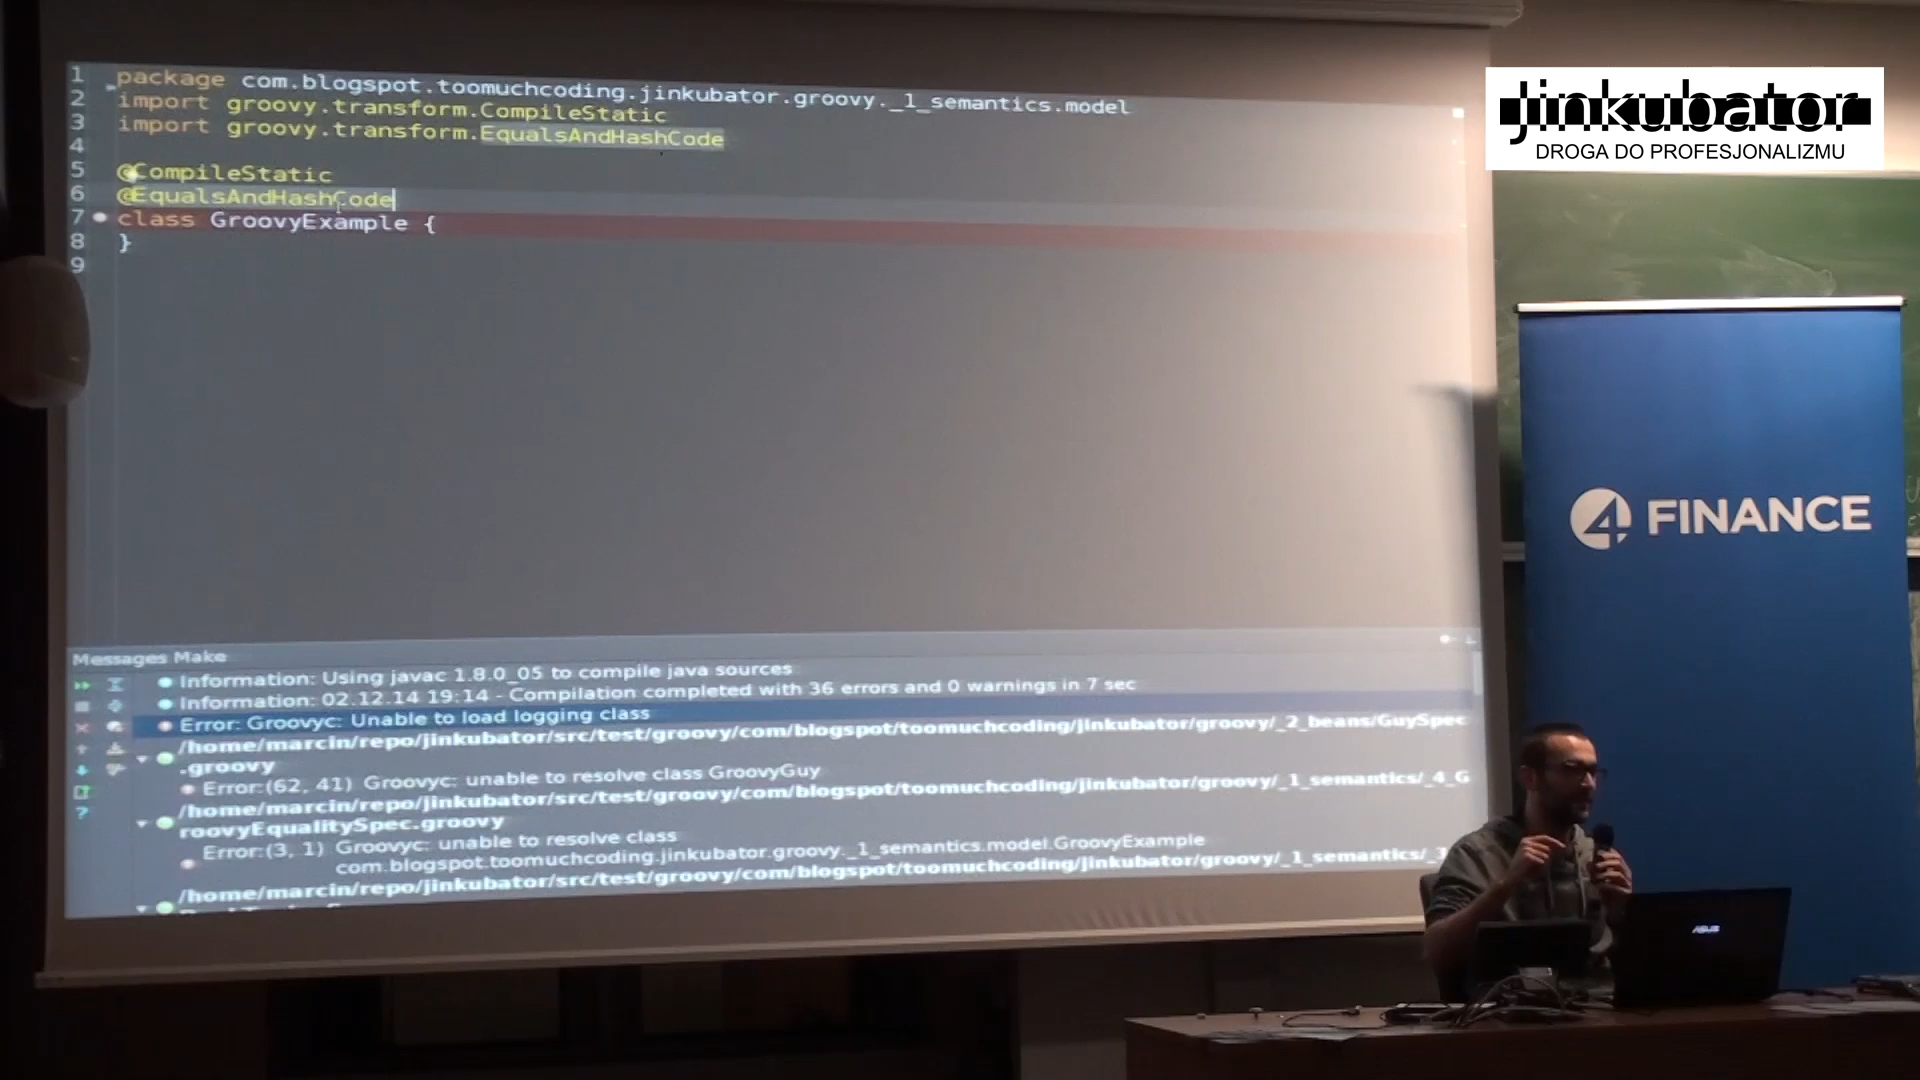 1 package com.blogspot.toomuchcoding.jinkubator.groovy._1_semantics.model
2 import groovy.transform.CompileStatic
3 import groovy.transform.EqualsAndHashCode
4
5 @CompileStatic
6 @EqualsAndHashCode
7 class GroovyExample {
8 }
9
Messages Make
Information: Using javac 1.8.0_05 to compile java sources
Information: 02.12.14 19:14 - Compilation completed with 36 errors and 0 warnings in 7 sec
Error: Groovyc: Unable to load logging class
/home/marcin/repo/jinkubator/src/test/groovy/com/blogspot/toomuchcoding/jinkubator/groovy/_2_beans/GuySpec
.groovy
Error:(62, 41) Groovyc: unable to resolve class GroovyGuy
/home/marcin/repo/jinkubator/src/test/groovy/com/blogspot/toomuchcoding/jinkubator/groovy/_1_semantics/_4_G
roovyEqualitySpec.groovy
Error:(3, 1) Groovyc: unable to resolve class
com.blogspot.toomuchcoding.jinkubator.groovy._1_semantics.model.GroovyExample
/home/marcin/repo/jinkubator/src/test/groovy/com/blogspot/toomuchcoding/jinkubator/groovy/_1_semantics/_3
Jinkubator
DROGA DO PROFESJONALIZMU
4 FINANCE
ASUS